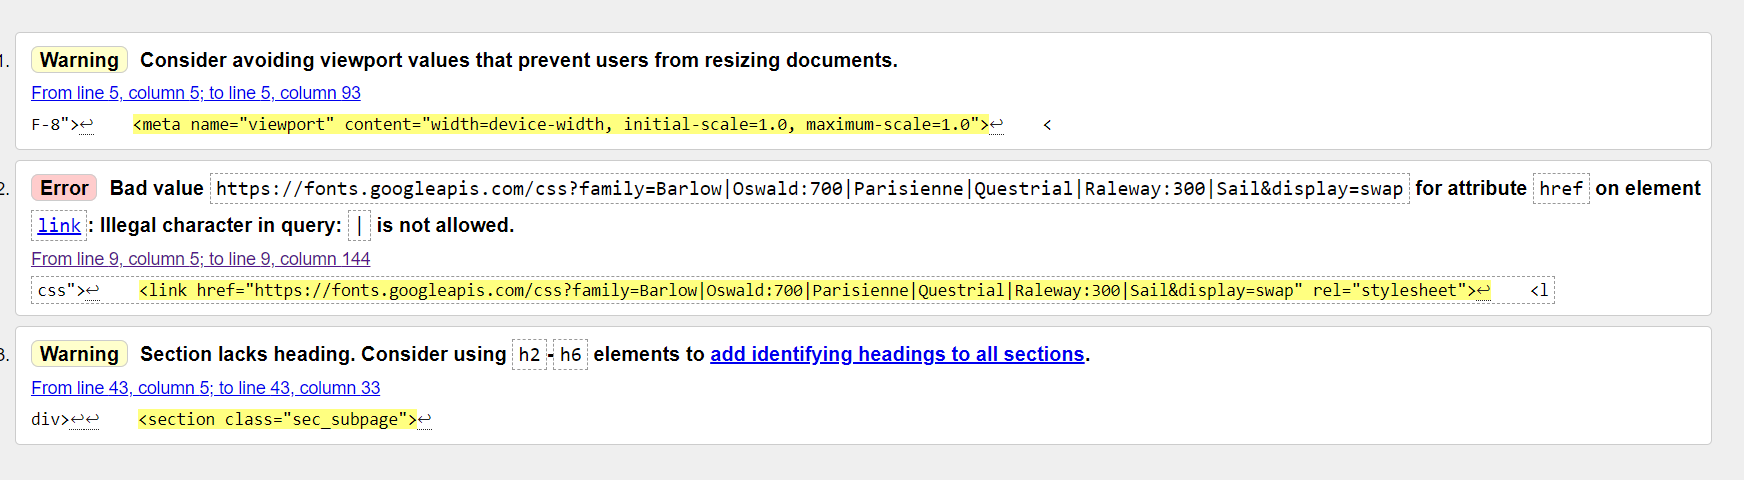 1. Warning Consider avoiding viewport values that prevent users from resizing documents.
From line 5, column 5; to line 5, column 93
F-8">↩ <meta name="viewport" content="width=device-width, initial-scale=1.0, maximum-scale=1.0">↩ <
2. Error Bad value https://fonts.googleapis.com/css?family=Barlow|Oswald:700|Parisienne|Questrial|Raleway:300|Sail&display=swap for attribute href on element
link: Illegal character in query: | is not allowed.
From line 9, column 5; to line 9, column 144
css">↩ <link href="https://fonts.googleapis.com/css?family=Barlow|Oswald:700|Parisienne|Questrial|Raleway:300|Sail&display=swap" rel="stylesheet">↩ <l
3. Warning Section lacks heading. Consider using h2-h6 elements to add identifying headings to all sections.
From line 43, column 5; to line 43, column 33
div>↩↩ <section class="sec_subpage">↩